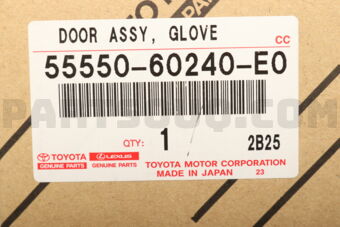 DOOR ASSY, GLOVE
CC
55550-60240-E0
QTY: 1 2B25
TOYOTA LEXUS
GENUINE PARTS GENUINE PARTS
TOYOTA MOTOR CORPORATION
MADE IN JAPAN 23